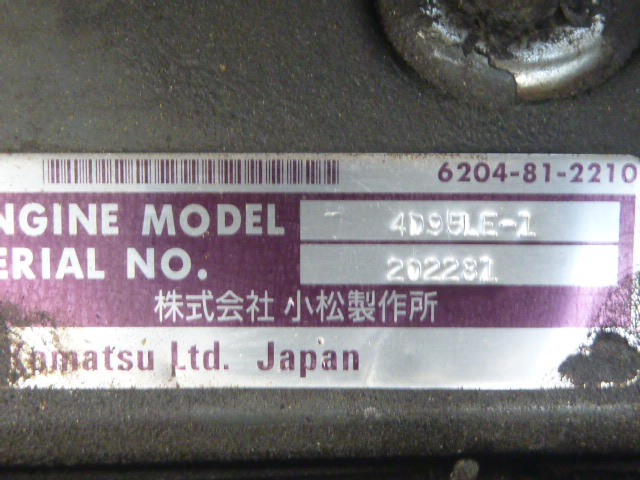 6204-81-2210
NGINE MODEL 4D95LE-1
ERIAL NO. 202281
株式会社 小松製作所
Komatsu Ltd. Japan